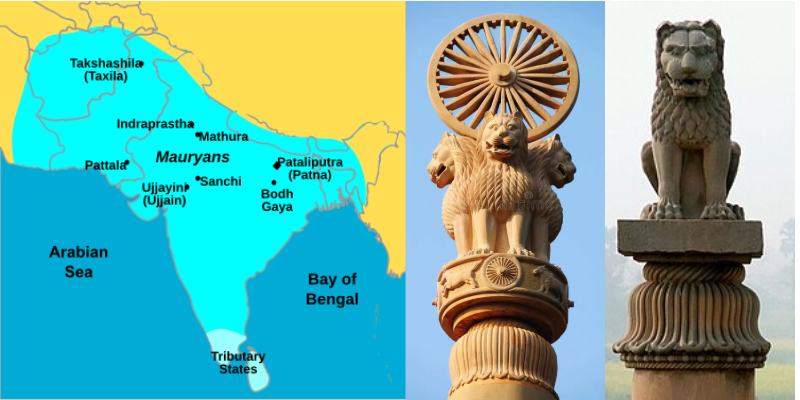 Takshashila
(Taxila)
Indraprastha
Mathura
Mauryans
Pattala
Pataliputra
(Patna)
Ujjayini
(Ujjain)
Sanchi
Bodh
Gaya
Arabian
Sea
Bay of
Bengal
Tributary
States